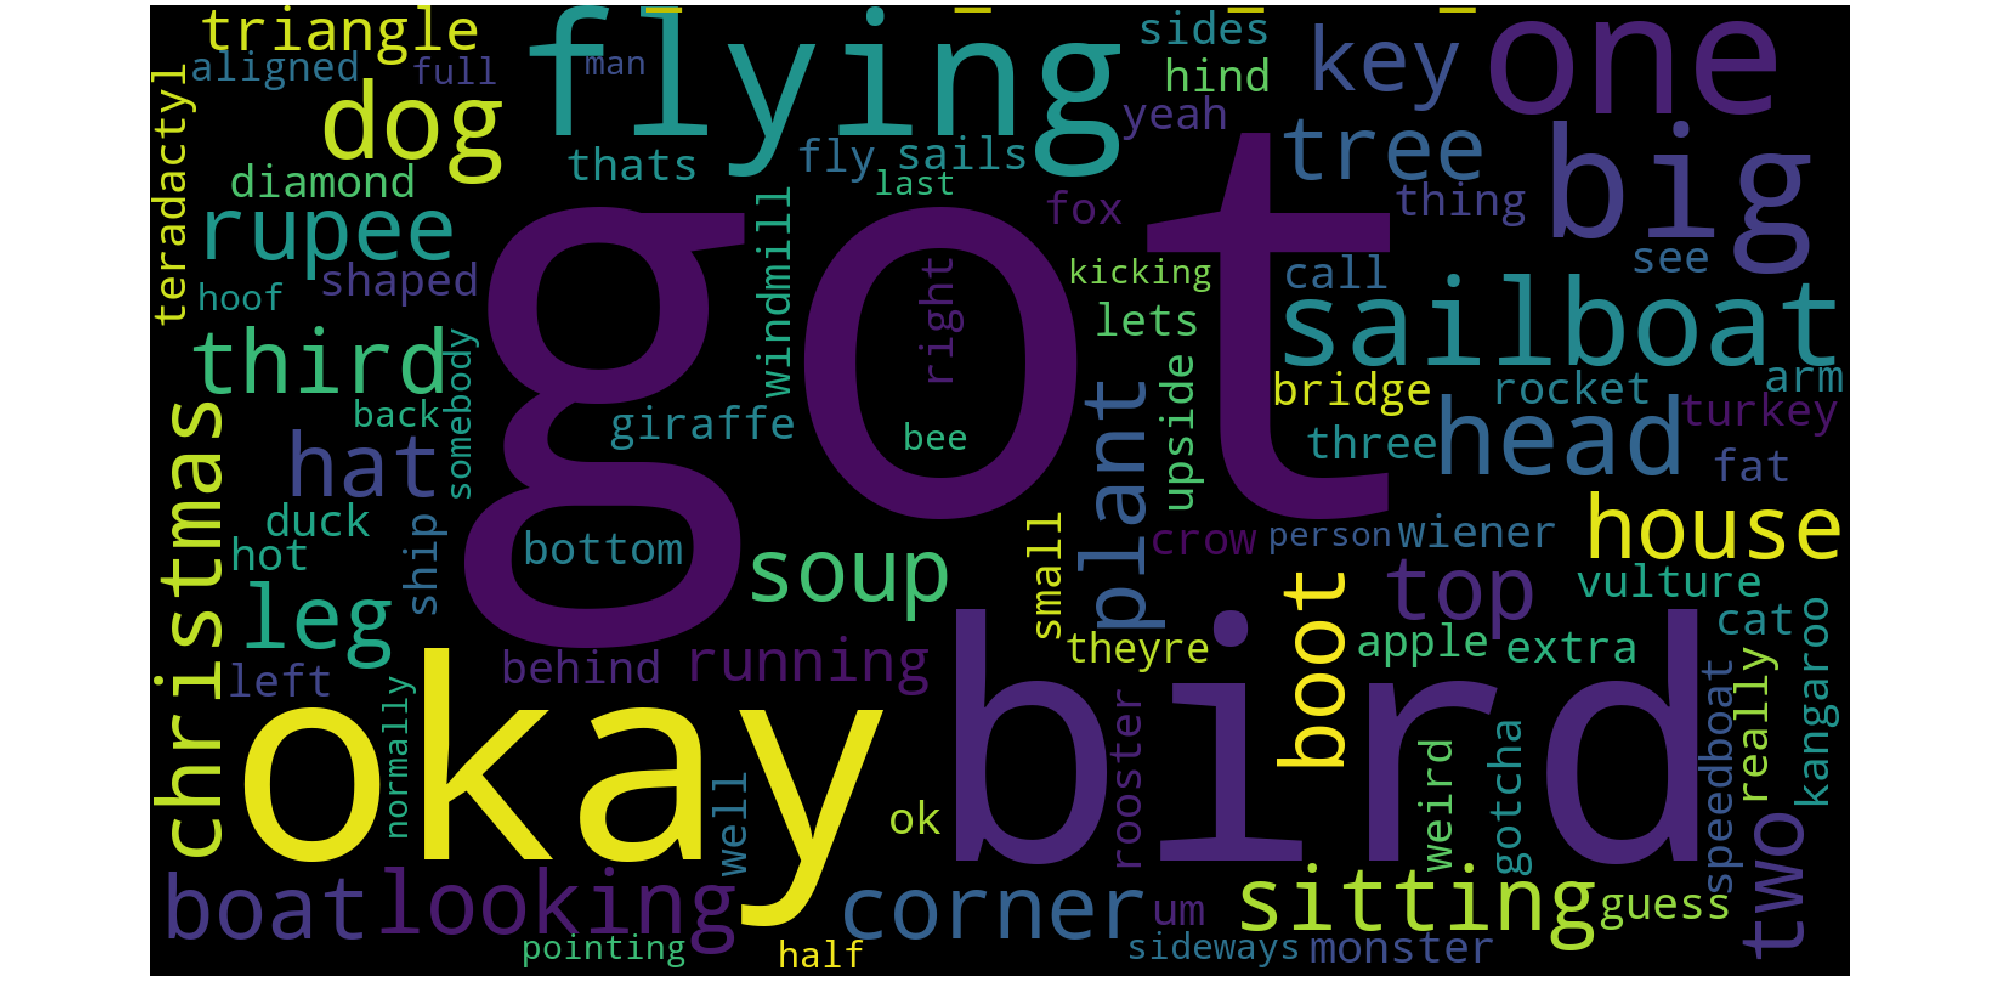 triangle
flying
sides
key
one
aligned
full
man
hind
dog
yeah
big
tree
thats
fly
sails
teradactyl
diamond
last
thing
rupee
fox
got
windmill
see
shaped
right
kicking
call
hoof
lets
sailboat
third
somebody
upside
bridge
rocket
arm
christmas
back
giraffe
plant
turkey
hat
bee
three
head
fat
duck
bottom
small
crow
person
wiener
house
hot
ship
soup
top
vulture
leg
boot
cat
kangaroo
behind
running
theyre
apple
extra
left
okay
normally
bird
rooster
speedboat
really
well
ok
weird
gotcha
two
boat
looking
corner
um
sitting
guess
pointing
half
sideways
monster